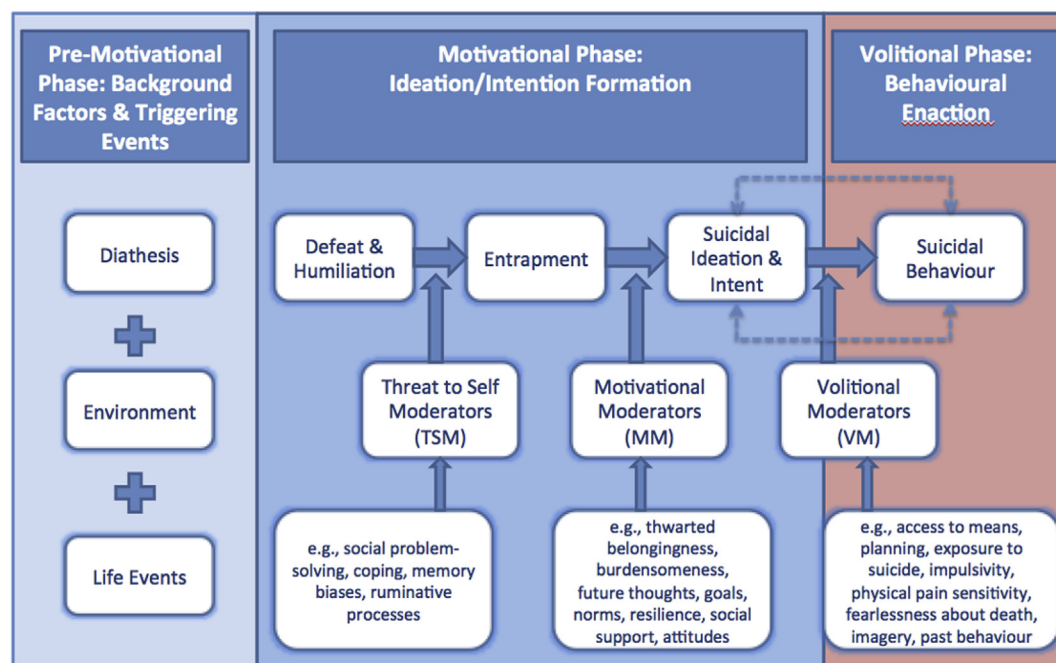 Pre-Motivational
Phase: Background
Factors & Triggering
Events
Motivational Phase:
Ideation/Intention Formation
Volitional Phase:
Behavioural
Enaction
Diathesis
Environment
Life Events
Defeat &
Humiliation
Entrapment
Suicidal
Ideation &
Intent
Suicidal
Behaviour
Threat to Self
Moderators
(TSM)
Motivational
Moderators
(MM)
Volitional
Moderators
(VM)
e.g., social problem-
solving, coping, memory
biases, ruminative
processes
e.g., thwarted
belongingness,
burdensomeness,
future thoughts, goals,
norms, resilience, social
support, attitudes
e.g., access to means,
planning, exposure to
suicide, impulsivity,
physical pain sensitivity,
fearlessness about death,
imagery, past behaviour